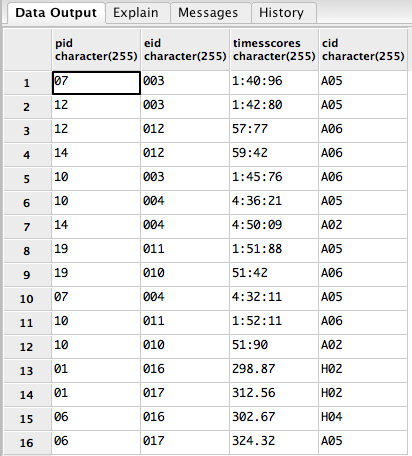 Data Output Explain Messages History
pid eid timesscores cid
character(255) character(255) character(255) character(255)
1 07 003 1:40:96 A05
2 12 003 1:42:80 A05
3 12 012 57:77 A06
4 14 012 59:42 A06
5 10 003 1:45:76 A06
6 10 004 4:36:21 A05
7 14 004 4:50:09 A02
8 19 011 1:51:88 A05
9 19 010 51:42 A06
10 07 004 4:32:11 A05
11 10 011 1:52:11 A06
12 10 010 51:90 A02
13 01 016 298.87 H02
14 01 017 312.56 H02
15 06 016 302.67 H04
16 06 017 324.32 A05